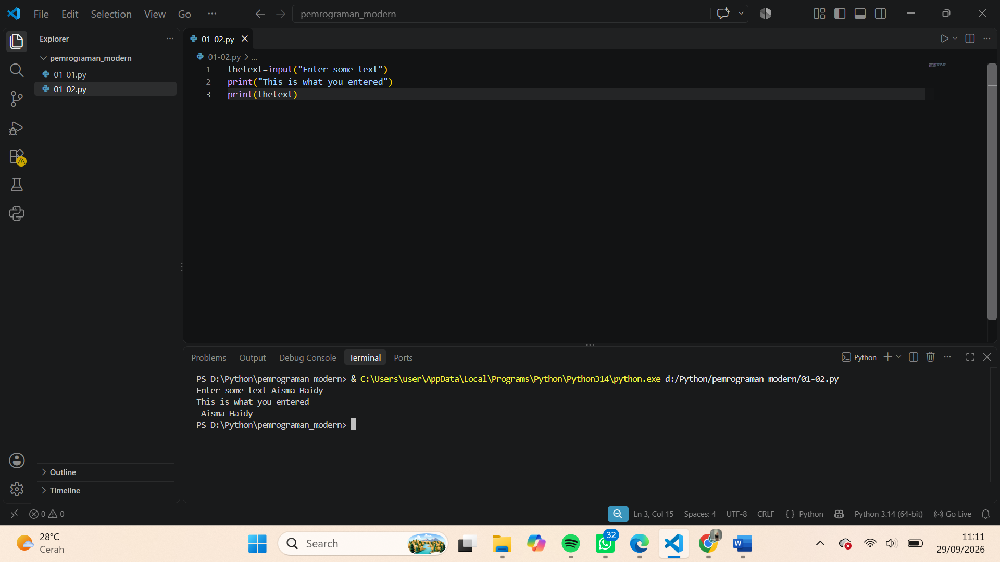 File Edit Selection View Go ···
pemrograman_modern
Explorer
pemrograman_modern
01-01.py
01-02.py
Outline
Timeline
01-02.py
01-02.py > ...
1 thetext=input("Enter some text")
2 print("This is what you entered")
3 print(thetext)
Problems Output Debug Console Terminal Ports
Python
PS D:\Python\pemrograman_modern> & C:\Users\user\AppData\Local\Programs\Python\Python314\python.exe d:/Python/pemrograman_modern/01-02.py
Enter some text Aisma Haidy
This is what you entered
 Aisma Haidy
PS D:\Python\pemrograman_modern>
0 0
Ln 3, Col 15 Spaces: 4 UTF-8 CRLF { } Python Python 3.14 (64-bit) Go Live
28°C
Cerah
Search
32
W
11:11
29/09/2026